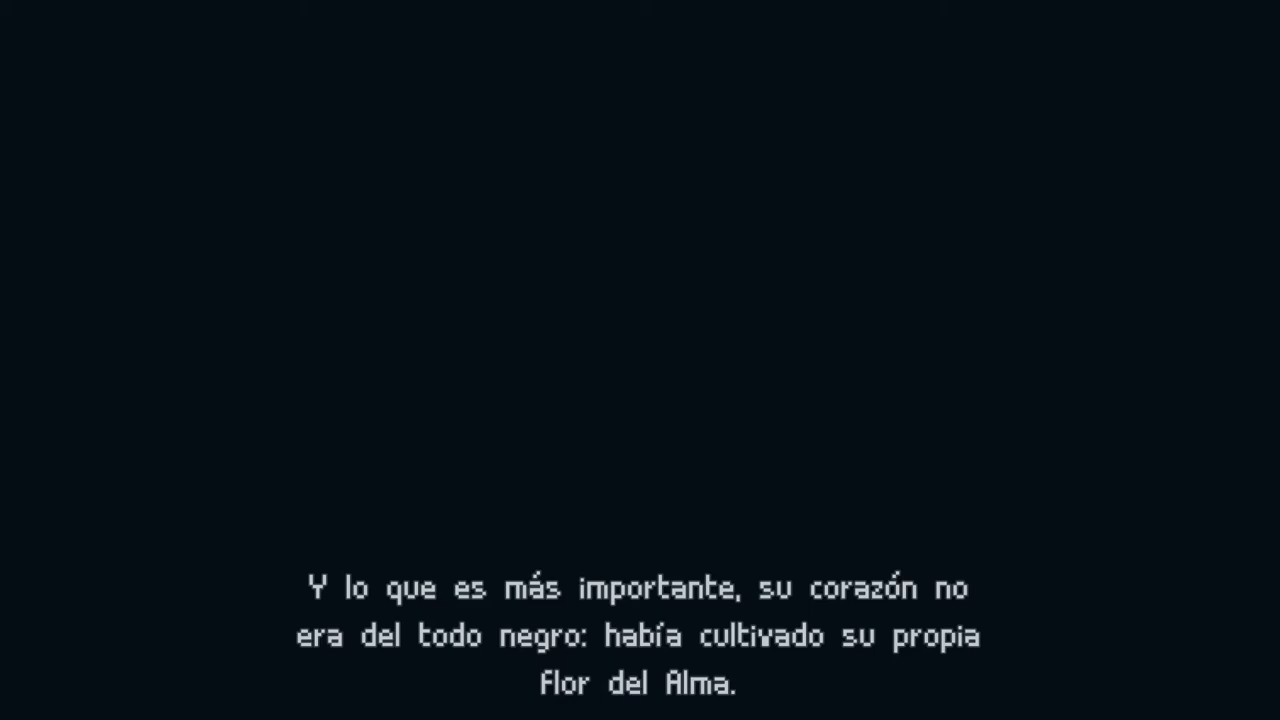 Y lo que es más importante, su corazón no
era del todo negro: había cultivado su propia
flor del Alma.